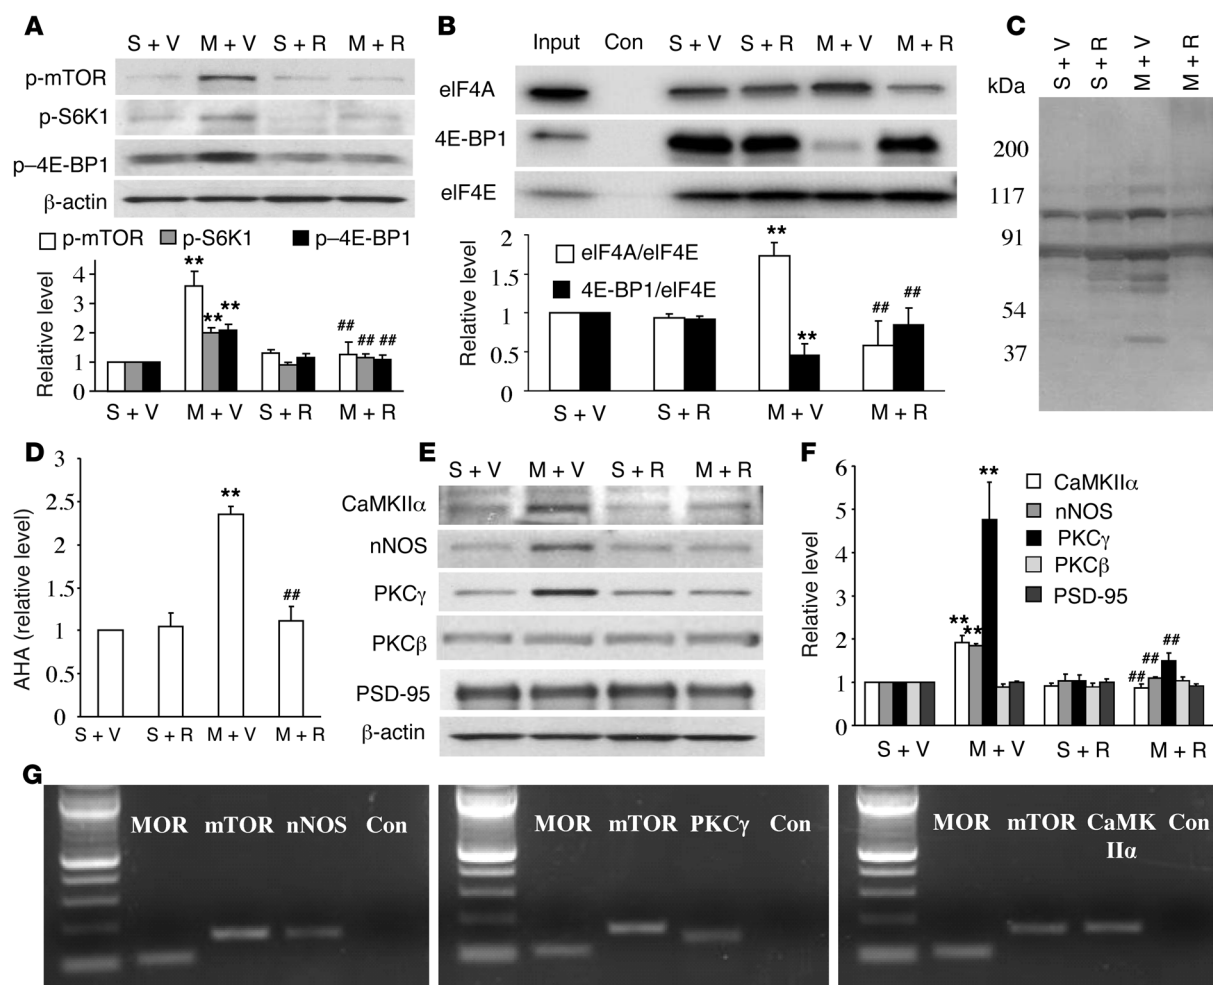 A
S + V M + V S + R M + R
p-mTOR
p-S6K1
p–4E-BP1
β-actin
p-mTOR p-S6K1 p–4E-BP1
Relative level
4
3
2
1
0
** ** **
## ## ##
S + V M + V S + R M + R
B
Input Con S + V S + R M + V M + R
eIF4A
4E-BP1
eIF4E
Relative level
2
1.5
1
0.5
0
eIF4A/eIF4E
4E-BP1/eIF4E
** **
## ##
S + V S + R M + V M + R
C
S + V S + R M + V M + R
kDa
200
117
91
54
37
D
AHA (relative level)
3
2.5
2
1.5
1
0.5
0
**
##
S + V S + R M + V M + R
E
S + V M + V S + R M + R
CaMKIIα
nNOS
PKCγ
PKCβ
PSD-95
β-actin
F
Relative level
6
5
4
3
2
1
0
CaMKIIα
nNOS
PKCγ
PKCβ
PSD-95
** ** **
## ## ##
S + V M + V S + R M + R
G
MOR mTOR nNOS Con
MOR mTOR PKCγ Con
MOR mTOR CaMK Con
IIα